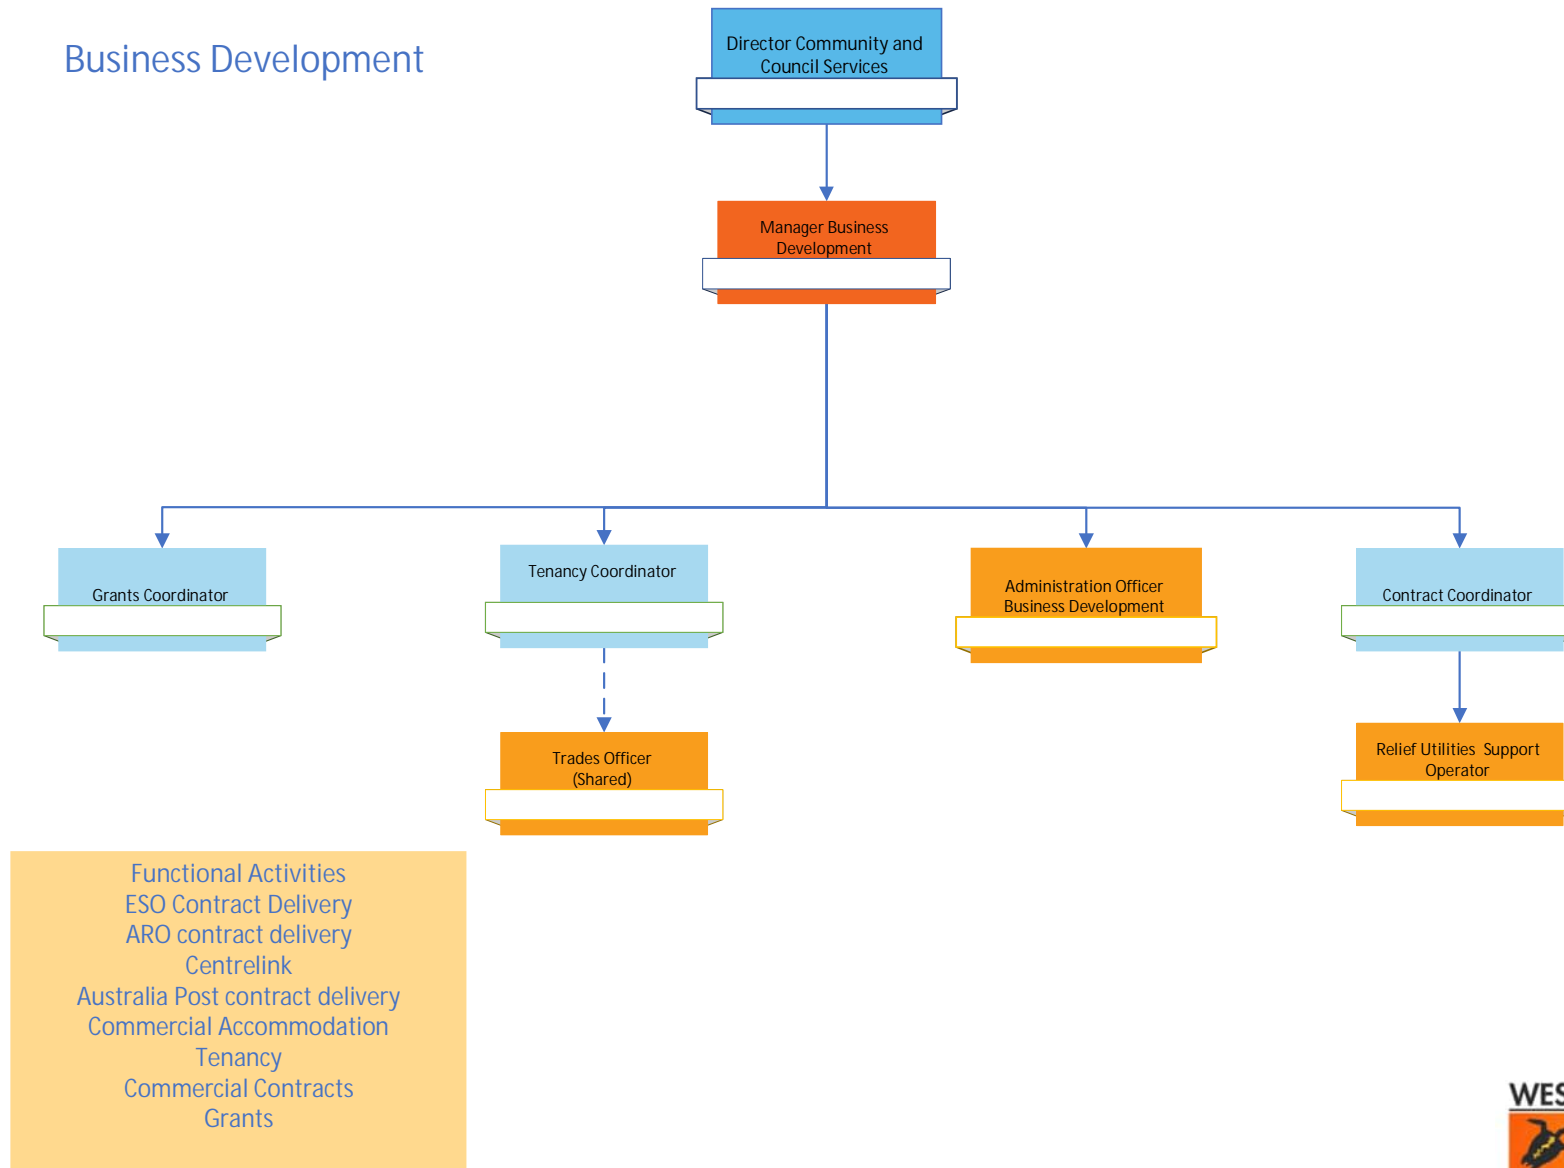 Business Development
Director Community and
Council Services
Manager Business
Development
Grants Coordinator
Tenancy Coordinator
Administration Officer
Business Development
Contract Coordinator
Trades Officer
(Shared)
Relief Utilities Support
Operator
Functional Activities
ESO Contract Delivery
ARO contract delivery
Centrelink
Australia Post contract delivery
Commercial Accommodation
Tenancy
Commercial Contracts
Grants
WES